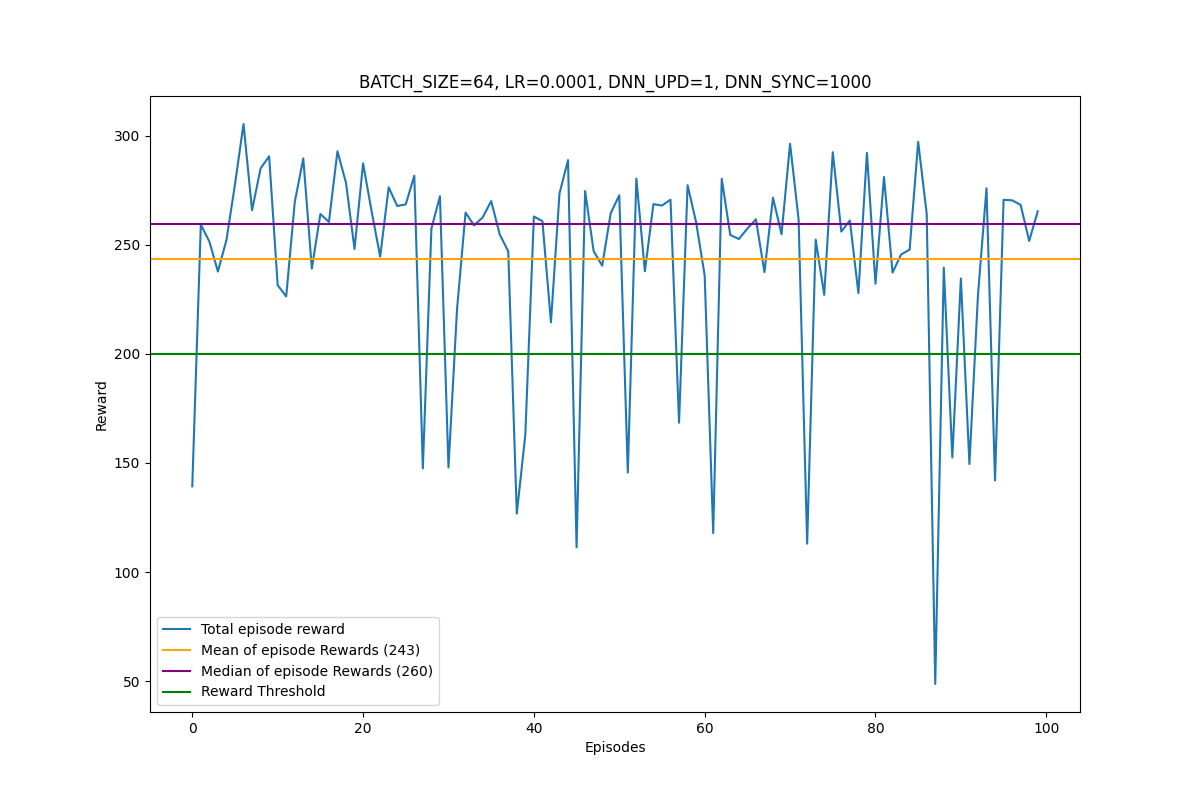 BATCH_SIZE=64, LR=0.0001, DNN_UPD=1, DNN_SYNC=1000
300
250
200
150
100
50
Reward
Total episode reward
Mean of episode Rewards (243)
Median of episode Rewards (260)
Reward Threshold
0 20 40 60 80 100
Episodes